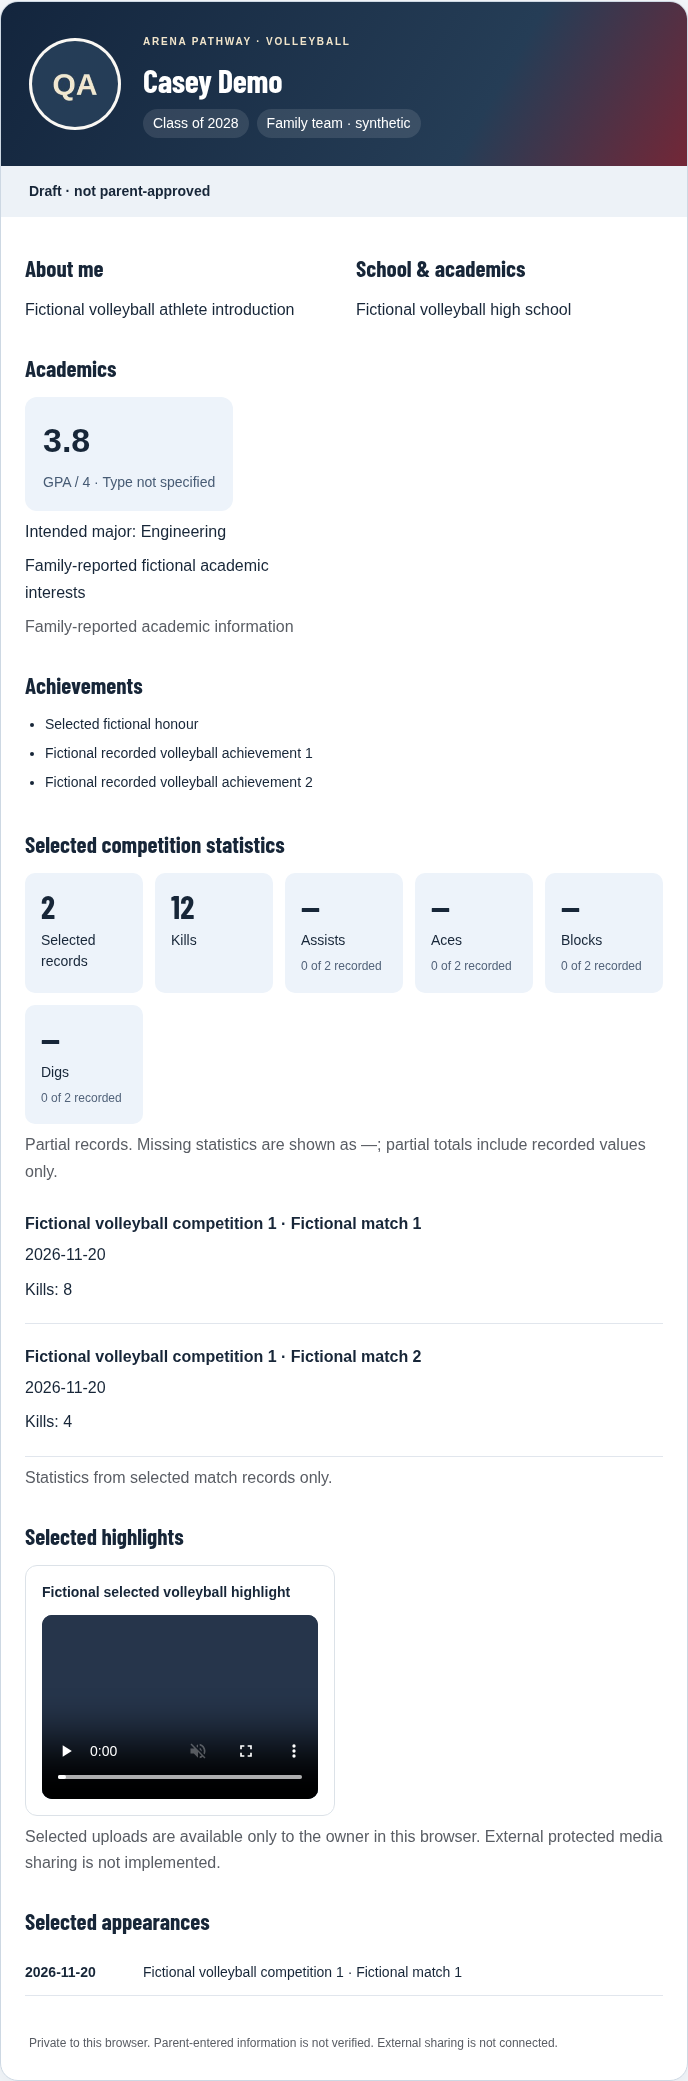 ARENA PATHWAY · VOLLEYBALL
QA
Casey Demo
Class of 2028
Family team · synthetic
Draft · not parent-approved
About me
Fictional volleyball athlete introduction
School & academics
Fictional volleyball high school
Academics
3.8
GPA / 4 · Type not specified
Intended major: Engineering
Family-reported fictional academic
interests
Family-reported academic information
Achievements
• Selected fictional honour
• Fictional recorded volleyball achievement 1
• Fictional recorded volleyball achievement 2
Selected competition statistics
2
Selected
records
12
Kills
—
Assists
0 of 2 recorded
—
Aces
0 of 2 recorded
—
Blocks
0 of 2 recorded
—
Digs
0 of 2 recorded
Partial records. Missing statistics are shown as —; partial totals include recorded values
only.
Fictional volleyball competition 1 · Fictional match 1
2026-11-20
Kills: 8
Fictional volleyball competition 1 · Fictional match 2
2026-11-20
Kills: 4
Statistics from selected match records only.
Selected highlights
Fictional selected volleyball highlight
0:00
Selected uploads are available only to the owner in this browser. External protected media
sharing is not implemented.
Selected appearances
2026-11-20 Fictional volleyball competition 1 · Fictional match 1
Private to this browser. Parent-entered information is not verified. External sharing is not connected.